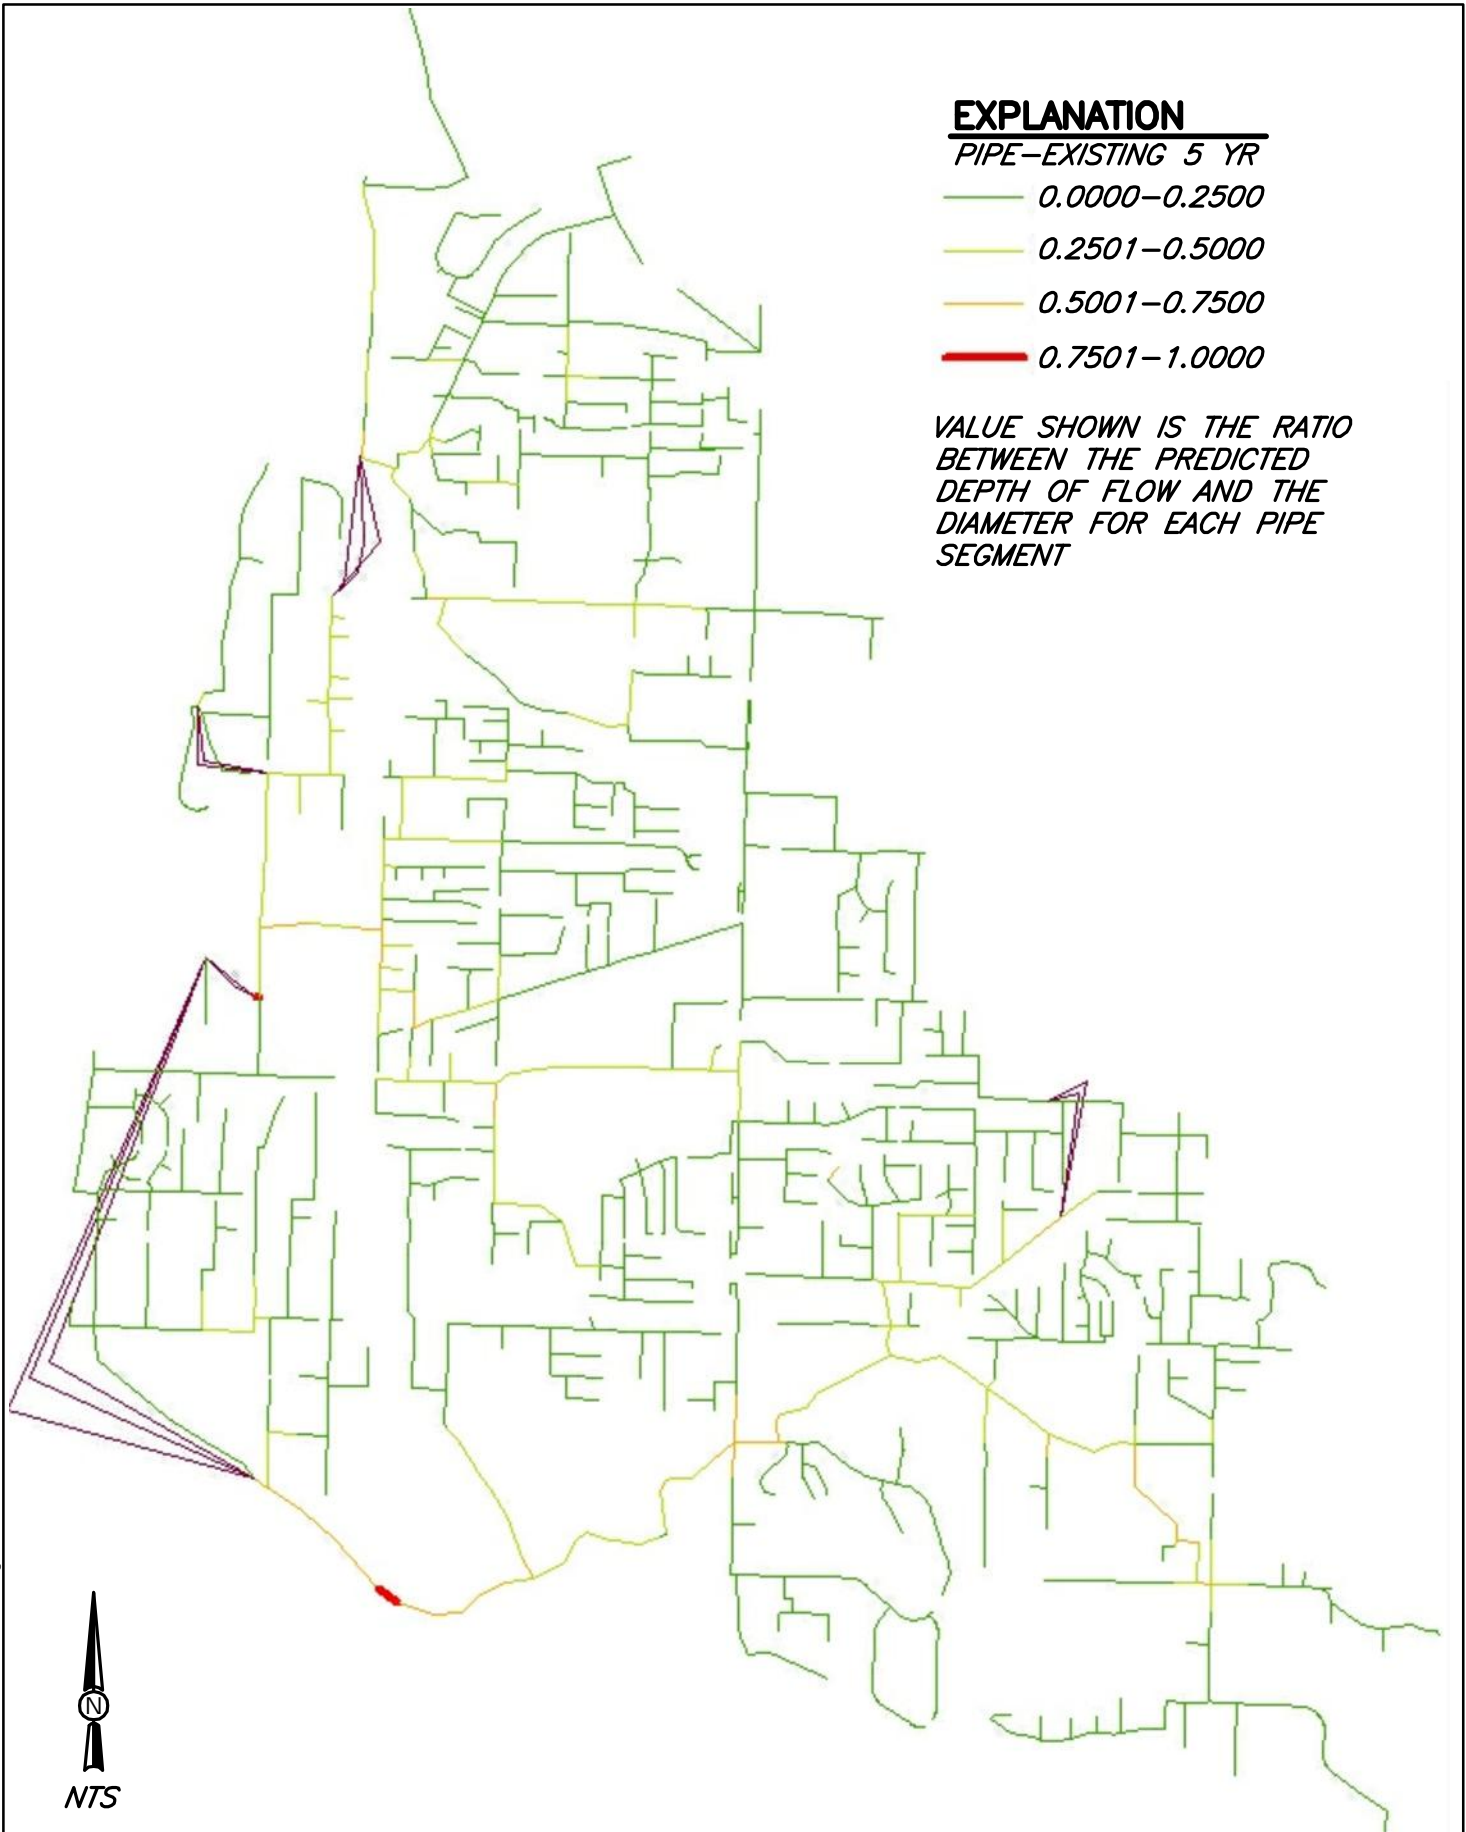 EXPLANATION
PIPE-EXISTING 5 YR
0.0000-0.2500
0.2501-0.5000
0.5001-0.7500
0.7501-1.0000
VALUE SHOWN IS THE RATIO
BETWEEN THE PREDICTED
DEPTH OF FLOW AND THE
DIAMETER FOR EACH PIPE
SEGMENT
N
NTS